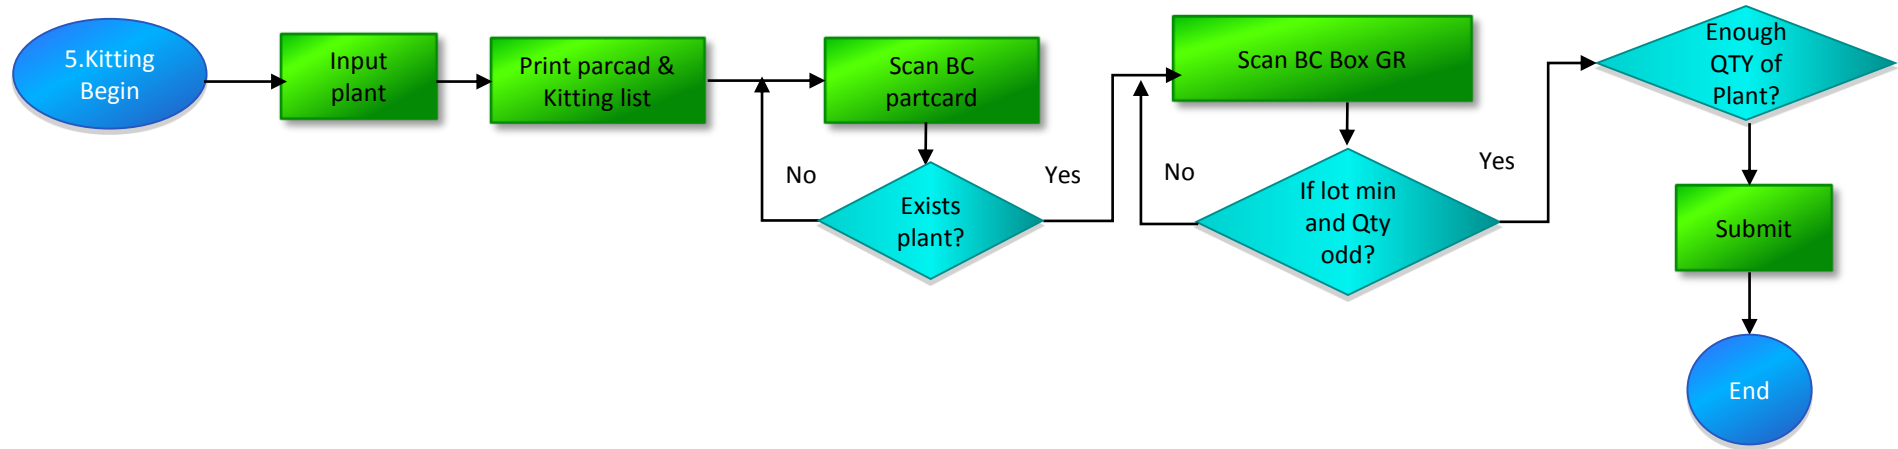 5.Kitting
Begin
Input
plant
Print parcad &
Kitting list
Scan BC
partcard
No
Exists
plant?
Yes
Scan BC Box GR
No
If lot min
and Qty
odd?
Yes
Enough
QTY of
Plant?
Submit
End